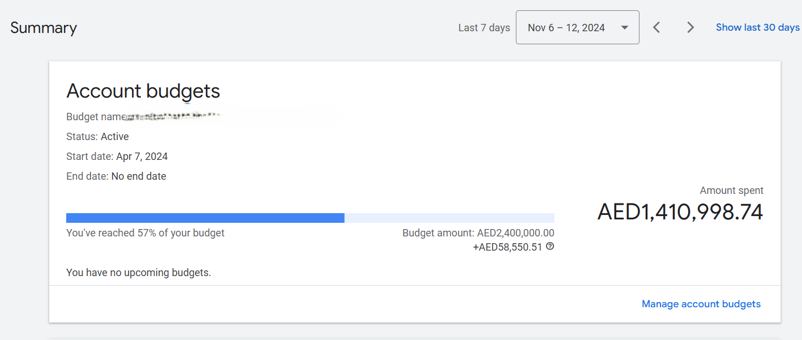 Summary
Last 7 days
Nov 6 – 12, 2024
Show last 30 days
Account budgets
Budget name
Status: Active
Start date: Apr 7, 2024
End date: No end date
Amount spent
AED1,410,998.74
You've reached 57% of your budget
Budget amount: AED2,400,000.00
+AED58,550.51
You have no upcoming budgets.
Manage account budgets